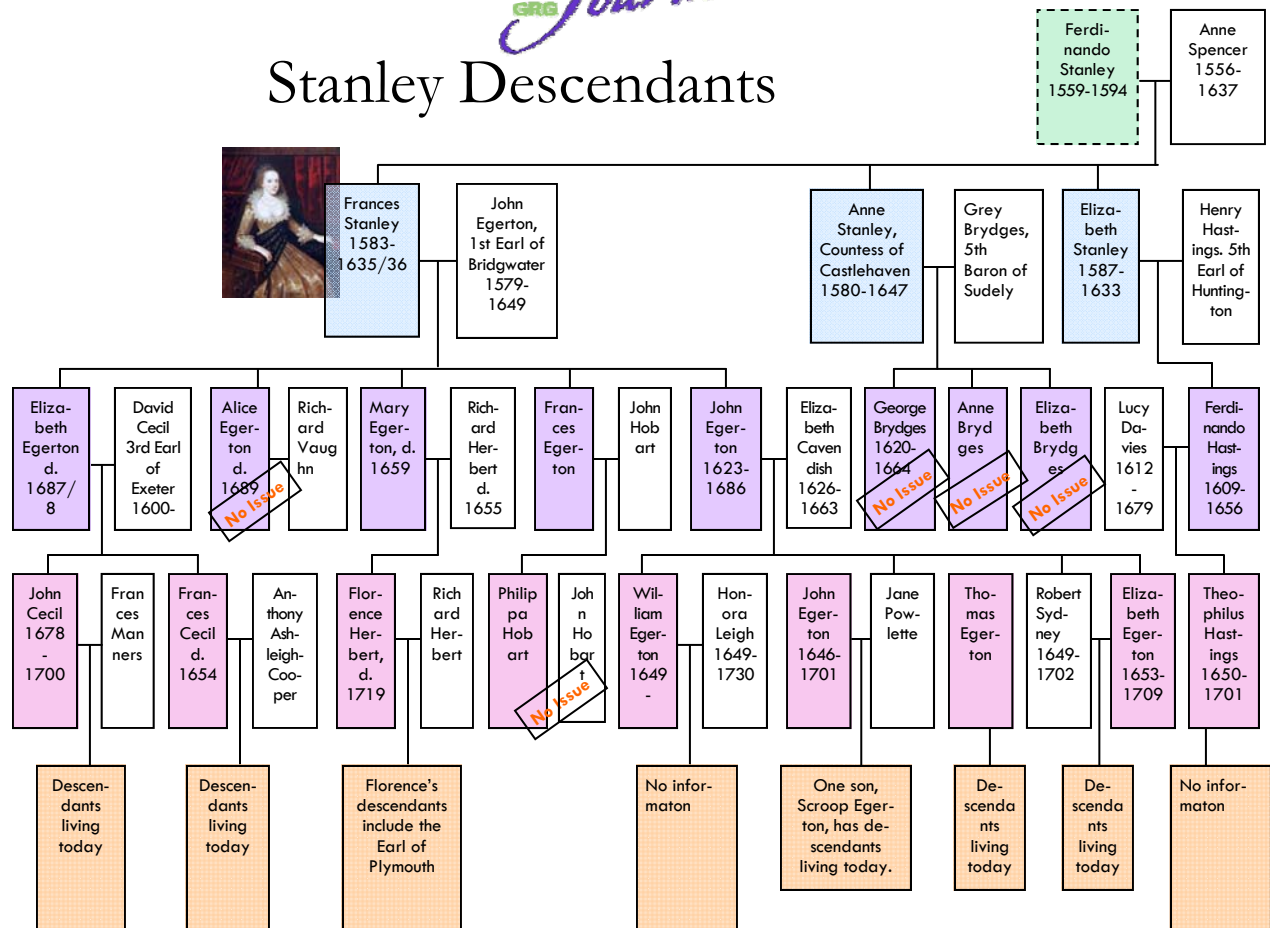 GRG
Stanley Descendants
Ferdi-
nando
Stanley
1559-1594
Anne
Spencer
1556-
1637
Frances
Stanley
1583-
1635/36
John
Egerton,
1st Earl of
Bridgwater
1579-
1649
Anne
Stanley,
Countess of
Castlehaven
1580-1647
Grey
Brydges,
5th
Baron of
Sudely
Eliza-
beth
Stanley
1587-
1633
Henry
Hast-
ings. 5th
Earl of
Hunting-
ton
Eliza-
beth
Egerton
d.
1687/
8
David
Cecil
3rd Earl
of
Exeter
1600-
Alice
Eger-
ton
d.
1689
No Issue
Rich-
ard
Vaug
hn
Mary
Eger-
ton, d.
1659
Rich-
ard
Her-
bert
d.
1655
Fran-
ces
Eger-
ton
John
Hob
art
John
Eger-
ton
1623-
1686
Eliza-
beth
Caven
dish
1626-
1663
George
Brydges
1620-
1664
No Issue
Anne
Bryd
ges
No Issue
Eliza-
beth
Brydg
es
No Issue
Lucy
Da-
vies
1612
-
1679
Ferdi-
nando
Hast-
ings
1609-
1656
John
Cecil
1678
-
1700
Fran
ces
Man
ners
Fran-
ces
Cecil
d.
1654
An-
thony
Ash-
leigh-
Coo-
per
Flor-
ence
Her-
bert,
d.
1719
Rich
ard
Her-
bert
Philip
pa
Hob
art
Joh
n
Ho
bar
t
No Issue
Wil-
liam
Eger-
ton
1649
-
Hon-
ora
Leigh
1649-
1730
John
Eger-
ton
1646-
1701
Jane
Pow-
lette
Tho-
mas
Eger-
ton
Robert
Syd-
ney
1649-
1702
Eliza-
beth
Eger-
ton
1653-
1709
Theo-
philus
Hast-
ings
1650-
1701
Descen-
dants
living
today
Descen-
dants
living
today
Florence's
descendants
include the
Earl of
Plymouth
No infor-
maton
One son,
Scroop Eger-
ton, has de-
scendants
living today.
De-
scenda
nts
living
today
De-
scenda
nts
living
today
No infor-
maton